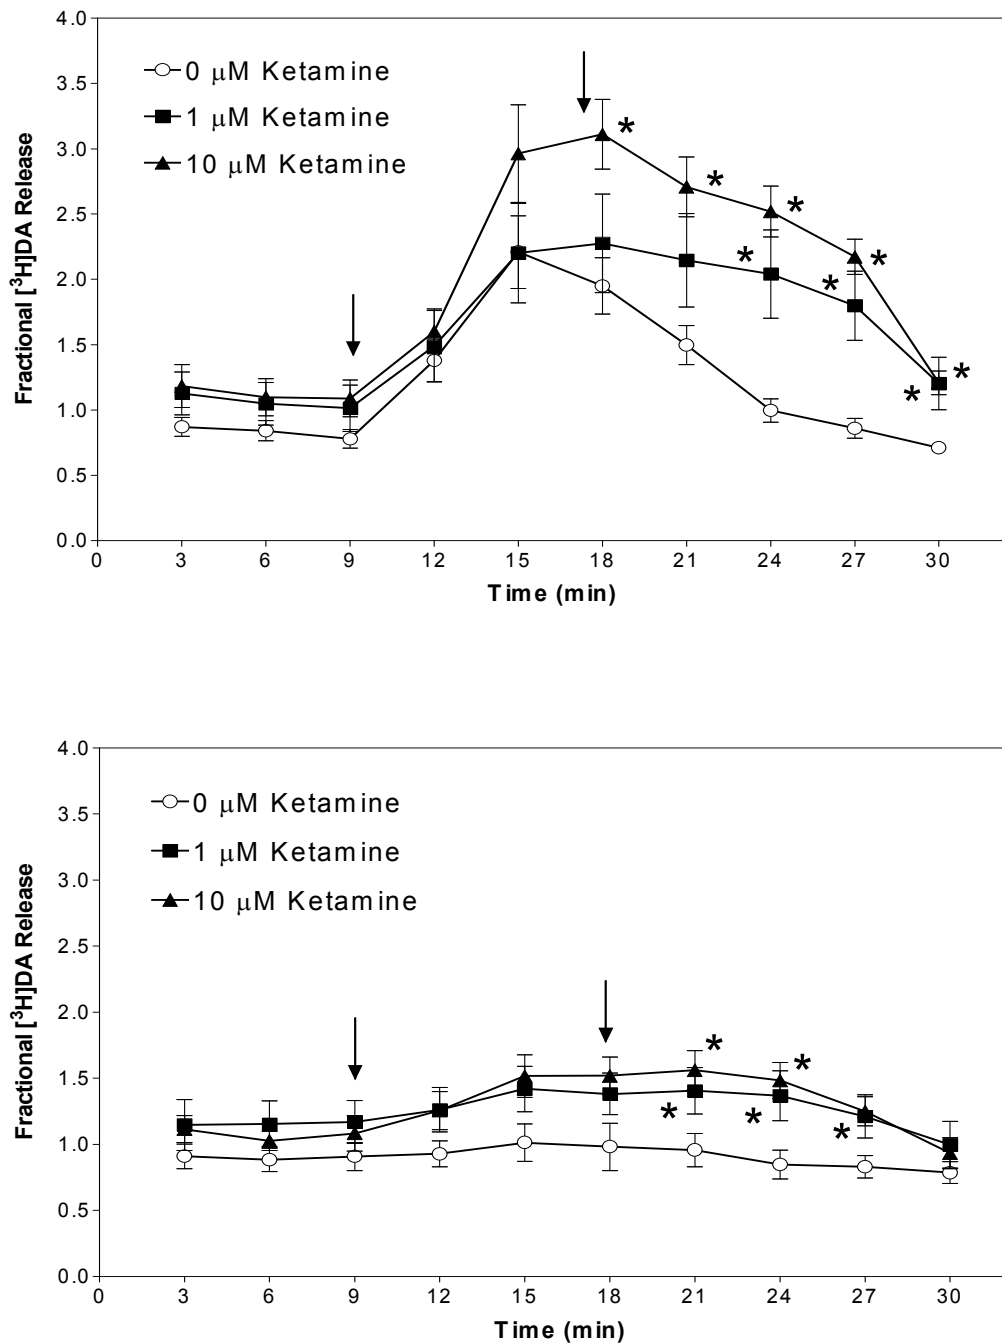 4.0
3.5
3.0
2.5
2.0
1.5
1.0
0.5
0.0
Fractional [³H]DA Release
0 μM Ketamine
1 μM Ketamine
10 μM Ketamine
*
*
*
*
*
*
*
*
0 3 6 9 12 15 18 21 24 27 30
Time (min)
4.0
3.5
3.0
2.5
2.0
1.5
1.0
0.5
0.0
Fractional [³H]DA Release
0 μM Ketamine
1 μM Ketamine
10 μM Ketamine
*
*
*
*
*
0 3 6 9 12 15 18 21 24 27 30
Time (min)